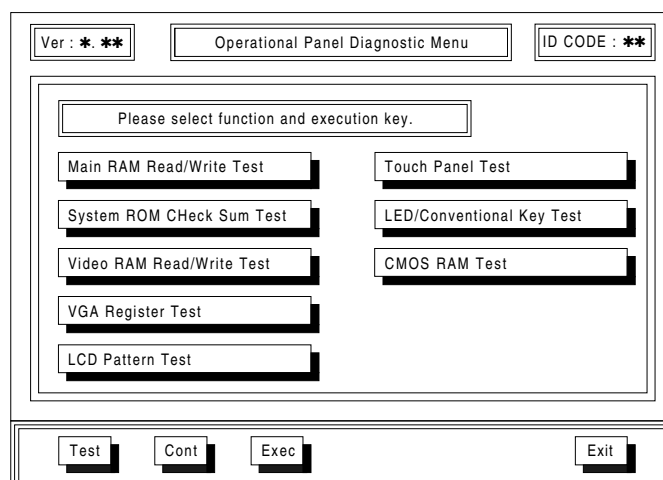 Ver : ✱. ✱✱ Operational Panel Diagnostic Menu ID CODE : ✱✱
Please select function and execution key.
Main RAM Read/Write Test Touch Panel Test
System ROM CHeck Sum Test LED/Conventional Key Test
Video RAM Read/Write Test CMOS RAM Test
VGA Register Test
LCD Pattern Test
Test Cont Exec Exit